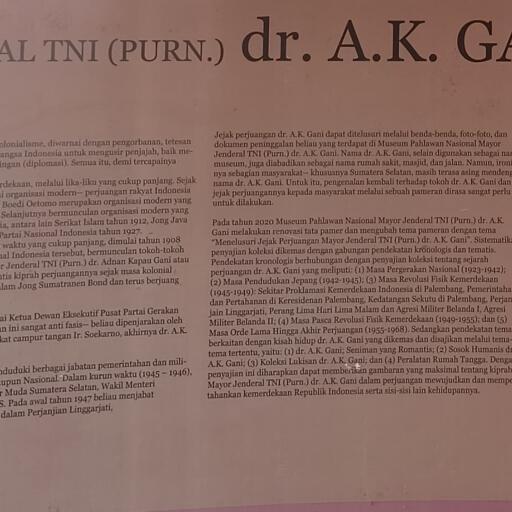 AL TNI (PURN.) dr. A.K. GA
olonialisme, diwarnai dengan pengorbanan, tetesan
angsa Indonesia untuk mengusir penjajah, baik me-
ingan (diplomasi). Semua itu, demi tercapainya
erdekaan, melalui lika-liku yang cukup panjang. Sejak
ai organisasi modern– perjuangan rakyat Indonesia
Boedi Oetomo merupakan organisasi modern yang
Selanjutnya bermunculan organisasi modern yang
ia, antara lain Serikat Islam tahun 1912, Jong Java
Partai Nasional Indonesia tahun 1927.
waktu yang cukup panjang, dimulai tahun 1908
nal Indonesia tersebut, bermunculan tokoh-tokoh
r Jenderal TNI (Purn.) dr. Adnan Kapau Gani atau
ntis kiprah perjuangannya sejak masa kolonial
alam Jong Sumatranen Bond dan terus berjuang
ai Ketua Dewan Eksekutif Pusat Partai Gerakan
n ini sangat anti fasis– beliau dipenjarakan oleh
kat campur tangan Ir. Soekarno, akhirnya dr. A.K.
nduduki berbagai jabatan pemerintahan dan mili-
upun Nasional. Dalam kurun waktu (1945 – 1946),
r Muda Sumatera Selatan, Wakil Menteri
S. Pada awal tahun 1947 beliau menjabat
dalam Perjanjian Linggarjati,
Jejak perjuangan dr. A.K. Gani dapat ditelusuri melalui benda-benda, foto-foto, dan
dokumen peninggalan beliau yang terdapat di Museum Pahlawan Nasional Mayor
Jenderal TNI (Purn.) dr. A.K. Gani. Nama dr. A.K. Gani, selain digunakan sebagai na
museum, juga diabadikan sebagai nama rumah sakit, masjid, dan jalan. Namun, ironi
nya sebagian masyarakat– khususnya Sumatera Selatan, masih terasa asing mendeng
nama dr. A.K. Gani. Untuk itu, pengenalan kembali terhadap tokoh dr. A.K. Gani dan
jejak perjuangannya kepada masyarakat melalui sebuah pameran dirasa sangat perlu
untuk dilakukan.
Pada tahun 2020 Museum Pahlawan Nasional Mayor Jenderal TNI (Purn.) dr. A.K.
Gani melakukan renovasi tata pamer dan mengubah tema pameran dengan tema
"Menelusuri Jejak Perjuangan Mayor Jenderal TNI (Purn.) dr. A.K. Gani". Sistematika
penyajian koleksi dikemas dengan gabungan pendekatan kronologis dan tematis.
Pendekatan kronologis berhubungan dengan penyajian koleksi tentang sejarah
perjuangan dr. A.K. Gani yang meliputi: (1) Masa Pergerakan Nasional (1923-1942);
(2) Masa Pendudukan Jepang (1942-1945); (3) Masa Revolusi Fisik Kemerdekaan
(1945-1949): Sekitar Proklamasi Kemerdekaan Indonesia di Palembang, Pemerintaha
dan Pertahanan di Keresidenan Palembang, Kedatangan Sekutu di Palembang, Perjan
jain Linggarjati, Perang Lima Hari Lima Malam dan Agresi Militer Belanda I, Agresi
Militer Belanda II; (4) Masa Pasca Revolusi Fisik Kemerdekaan (1949-1955); dan (5)
Masa Orde Lama Hingga Akhir Perjuangan (1955-1968). Sedangkan pendekatan tema
berkaitan dengan kisah hidup dr. A.K. Gani yang dikemas dan disajikan melalui tema-
tema tertentu, yaitu: (1) dr. A.K. Gani; Seniman yang Romantis; (2) Sosok Humanis dr
A.K. Gani; (3) Koleksi Lukisan dr. A.K. Gani; dan (4) Peralatan Rumah Tangga. Dengan
penyajian ini diharapkan dapat memberikan gambaran yang maksimal tentang kiprah
Mayor Jenderal TNI (Purn.) dr. A.K. Gani dalam perjuangan mewujudkan dan mempe
tahankan kemerdekaan Republik Indonesia serta sisi-sisi lain kehidupannya.